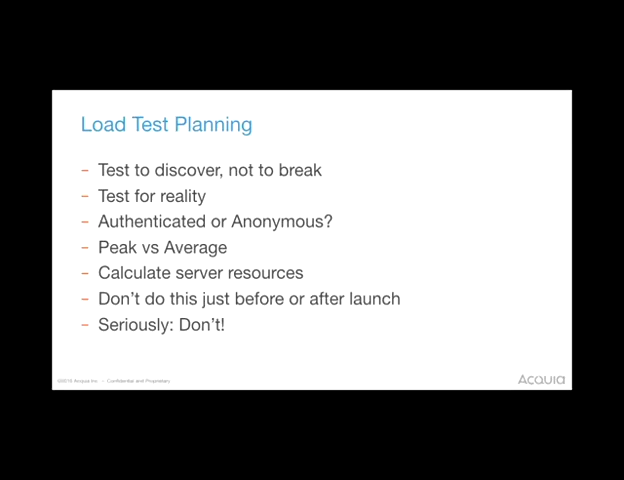 Load Test Planning
– Test to discover, not to break
– Test for reality
– Authenticated or Anonymous?
– Peak vs Average
– Calculate server resources
– Don't do this just before or after launch
– Seriously: Don't!
Acquia Inc. – Confidential and Proprietary
Acquia